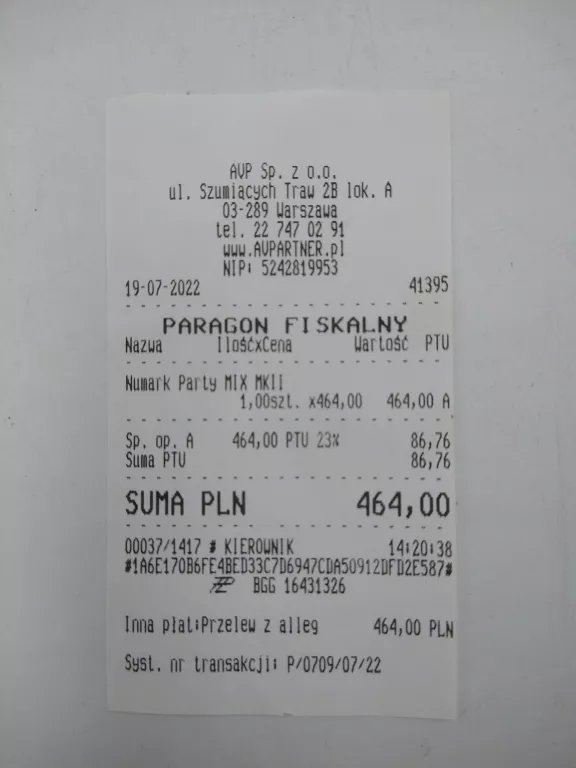 AVP Sp. z o.o.
ul. Szumiących Traw 2B lok. A
03-289 Warszawa
tel. 22 747 02 91
www.AVPARTNER.pl
NIP: 5242819953
19-07-2022 41395
PARAGON FISKALNY
Nazwa IlośćxCena Wartość PTU
Numark Party MIX MKII
1,00szt. x464,00 464,00 A
Sp. op. A 464,00 PTU 23% 86,76
Suma PTU 86,76
SUMA PLN 464,00
00037/1417 # KIEROWNIK 14:20:38
#1A6E170B6FE4BED33C7D6947CDA50912DFD2E587#
BGG 16431326
Inna płat:Przelew z alleg 464,00 PLN
Syst. nr transakcji: P/0709/07/22